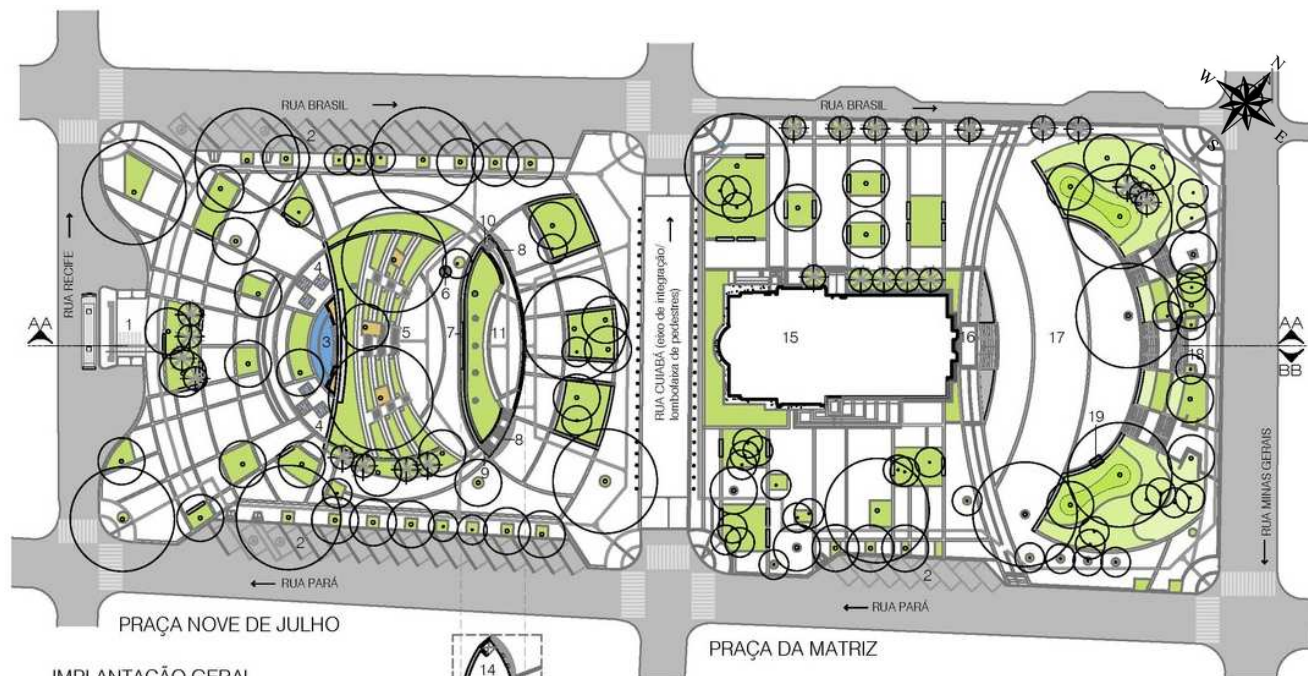 RUA BRASIL
RUA BRASIL
N
W
E
S
2
10
8
4
RUA RECIFE
6
1
3
5
7
11
RUA CUIABÁ (eixo de integração/
lombofaixa de pedestres)
15
16
17
18
AA
AA
BB
4
8
19
9
RUA MINAS GERAIS
2
2
RUA PARÁ
RUA PARÁ
PRAÇA NOVE DE JULHO
PRAÇA DA MATRIZ
14
IMPLANTAÇÃO GERAL